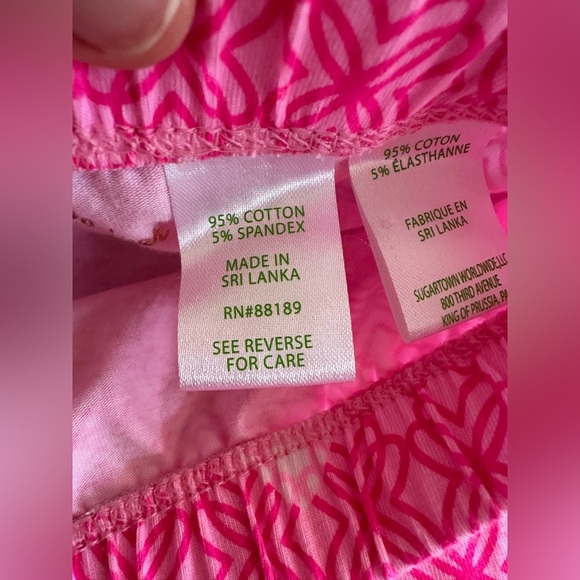 95% COTTON
5% SPANDEX
MADE IN
SRI LANKA
RN#88189
SEE REVERSE
FOR CARE
95% COTON
5% ÉLASTHANNE
FABRIQUE EN
SRI LANKA
SUGARTOWN WORLDWIDE, LLC
800 THIRD AVENUE
KING OF PRUSSIA, PA